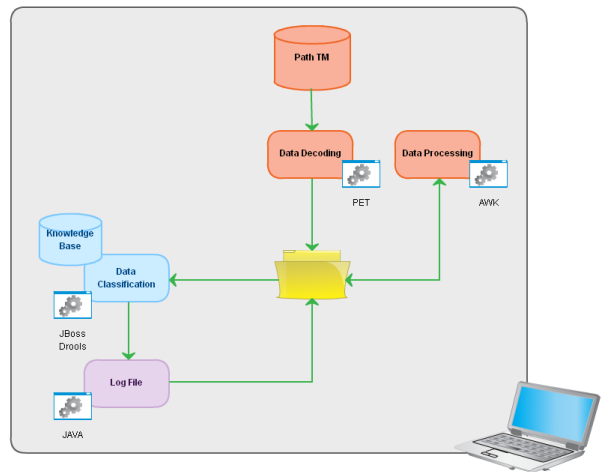 Path TM
Data Decoding
Data Processing
PET
AWK
Knowledge
Base
Data
Classification
JBoss
Drools
Log File
JAVA